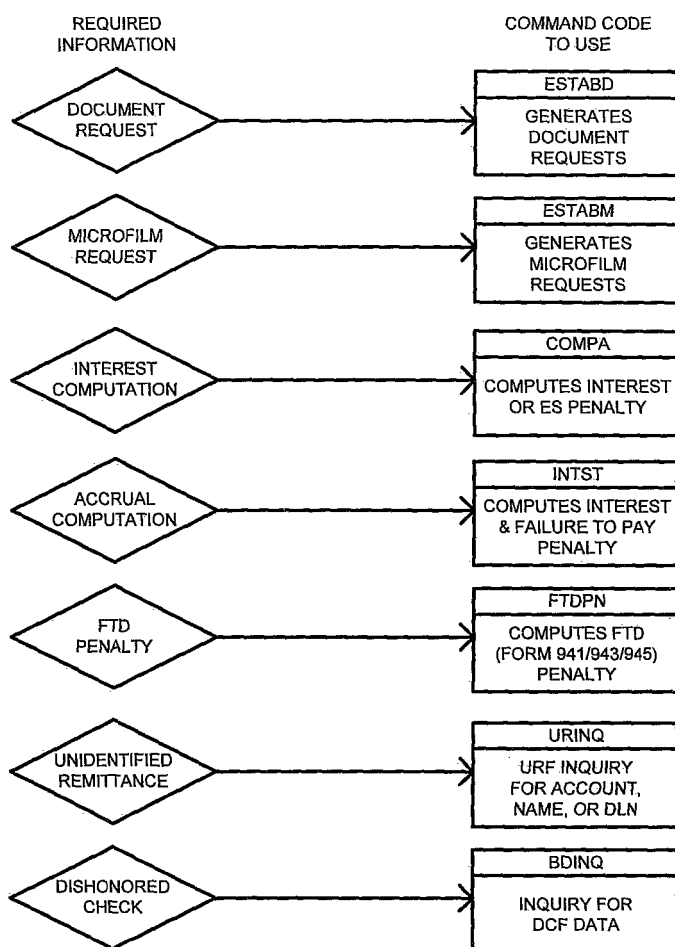 REQUIRED
INFORMATION
COMMAND CODE
TO USE
DOCUMENT
REQUEST
ESTABD
GENERATES
DOCUMENT
REQUESTS
MICROFILM
REQUEST
ESTABM
GENERATES
MICROFILM
REQUESTS
INTEREST
COMPUTATION
COMPA
COMPUTES INTEREST
OR ES PENALTY
ACCRUAL
COMPUTATION
INTST
COMPUTES INTEREST
& FAILURE TO PAY
PENALTY
FTD
PENALTY
FTDPN
COMPUTES FTD
(FORM 941/943/945)
PENALTY
UNIDENTIFIED
REMITTANCE
URINQ
URF INQUIRY
FOR ACCOUNT,
NAME, OR DLN
DISHONORED
CHECK
BDINQ
INQUIRY FOR
DCF DATA